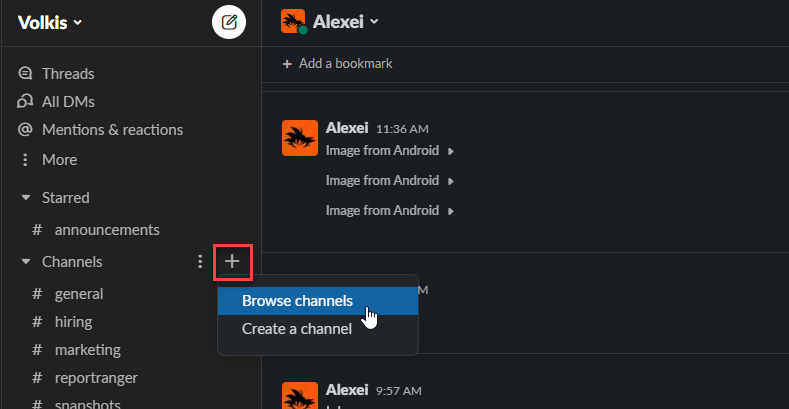 Volkis
Threads
All DMs
@ Mentions & reactions
More
Starred
# announcements
Channels
+
# general
# hiring
# marketing
# reportranger
# snapshots
Browse channels
Create a channel
Alexei
+ Add a bookmark
Alexei 11:36 AM
Image from Android
Image from Android
Image from Android
Alexei 9:57 AM